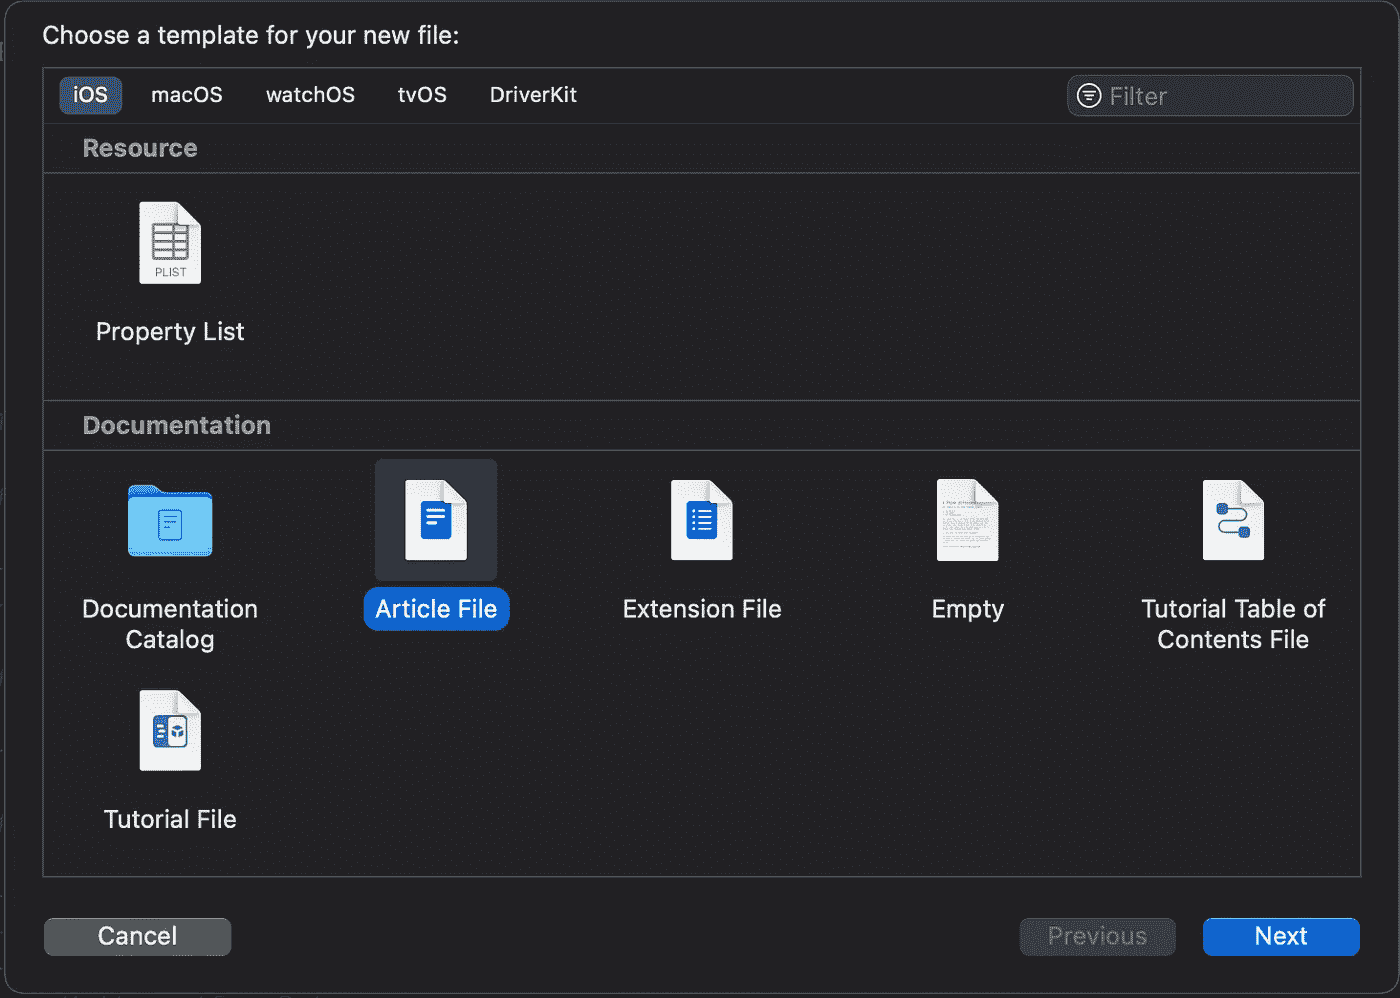 Choose a template for your new file:
iOS macOS watchOS tvOS DriverKit Filter
Resource
PLIST
Property List
Documentation
Documentation Catalog
Article File
Extension File
Empty
Tutorial Table of Contents File
Tutorial File
Cancel Previous Next